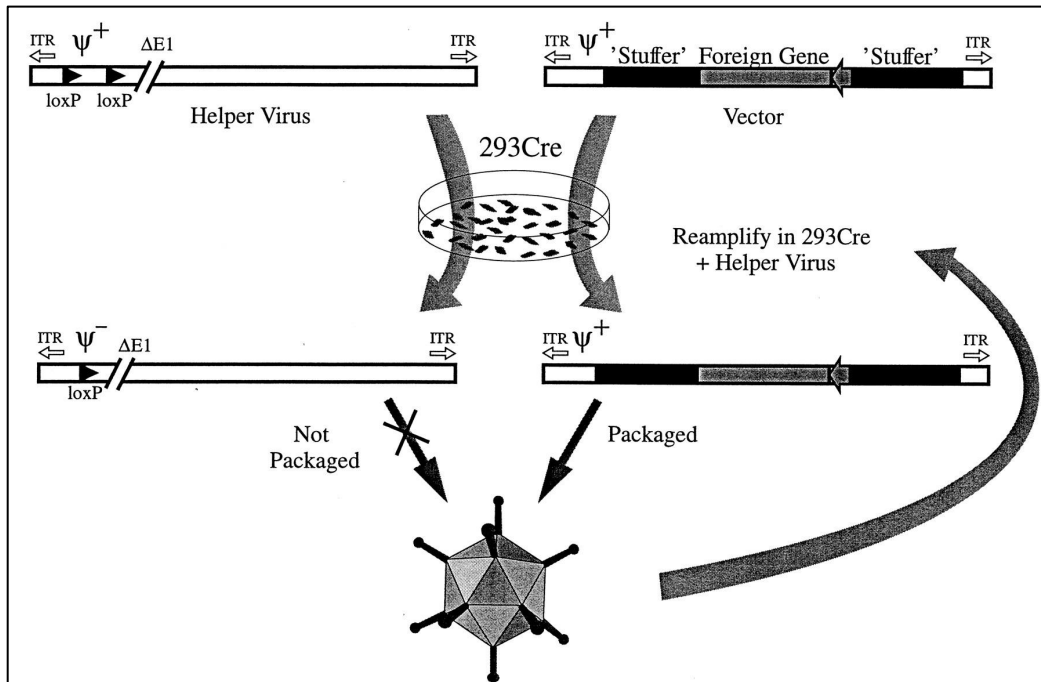 ITR
Ψ+
ΔE1
ITR
loxP
loxP
Helper Virus
ITR
Ψ+
'Stuffer'
Foreign Gene
'Stuffer'
ITR
Vector
293Cre
Reamplify in 293Cre
+ Helper Virus
ITR
Ψ-
ΔE1
ITR
loxP
ITR
Ψ+
ITR
Not
Packaged
Packaged